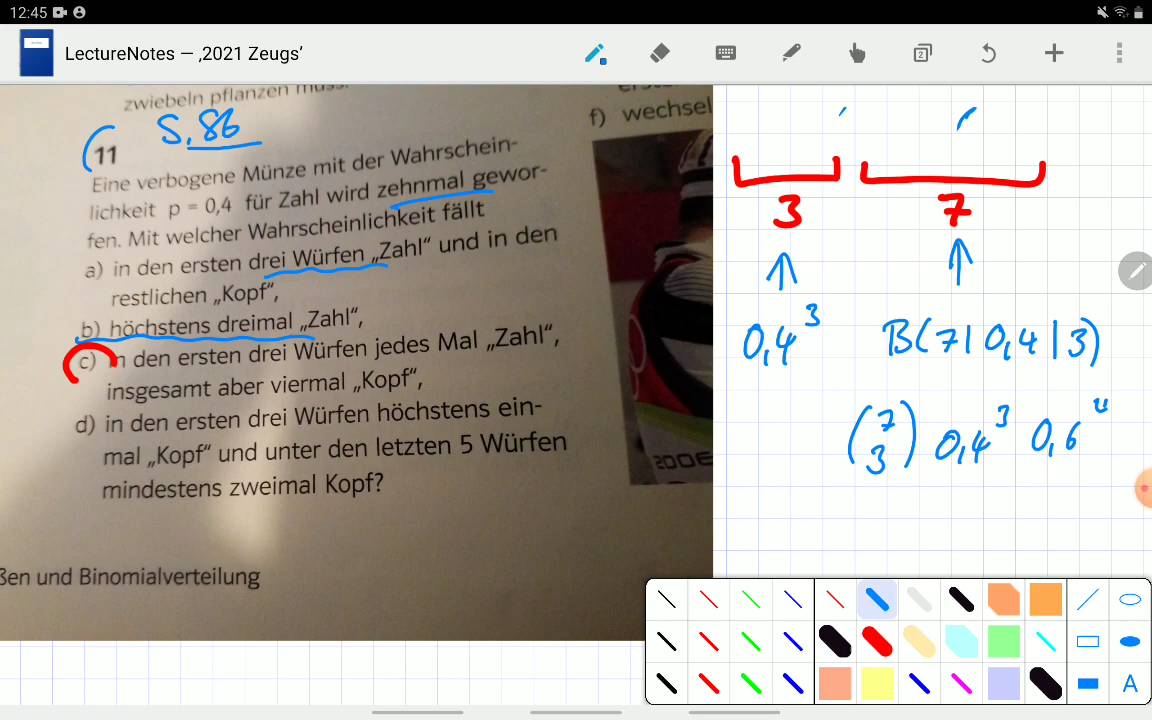 12:45
LectureNotes — ‚2021 Zeugs’
zwiebeln pflanzen muss.
S. 86
f) wechsel
11
Eine verbogene Münze mit der Wahrschein-
lichkeit p = 0,4 für Zahl wird zehnmal gewor-
fen. Mit welcher Wahrscheinlichkeit fällt
a) in den ersten drei Würfen „Zahl“ und in den
restlichen „Kopf“,
b) höchstens dreimal „Zahl“,
c) in den ersten drei Würfen jedes Mal „Zahl“,
insgesamt aber viermal „Kopf“,
d) in den ersten drei Würfen höchstens ein-
mal „Kopf“ und unter den letzten 5 Würfen
mindestens zweimal Kopf?
2006
ßen und Binomialverteilung
3 7
0,4³ B(7|0,4|3)
(7 3) 0,4³ 0,6⁴
2
A